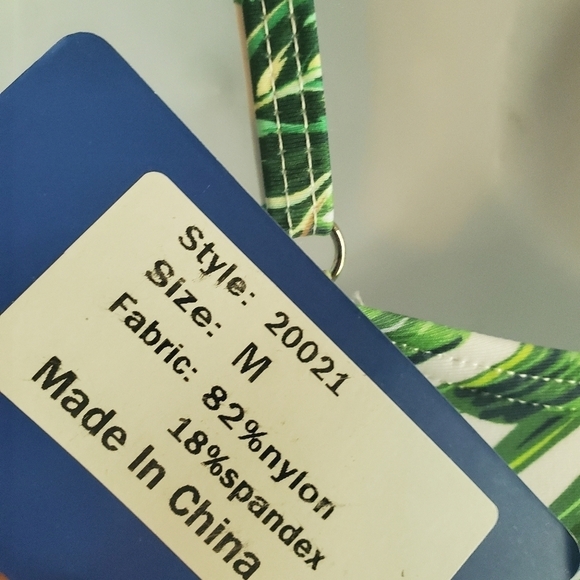 Style: 20021
Size: M
Fabric: 82%nylon
18%spandex
Made In China